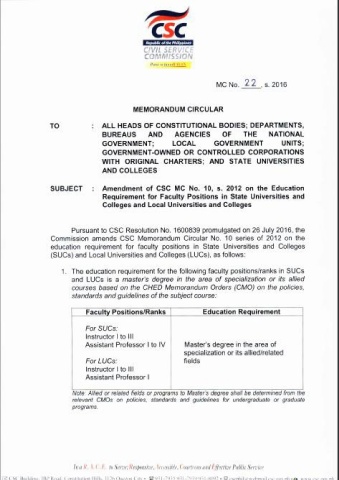 CSC
Republic of the Philippines
CIVIL SERVICE
COMMISSION
MC No. 22, s. 2016
MEMORANDUM CIRCULAR
TO : ALL HEADS OF CONSTITUTIONAL BODIES; DEPARTMENTS,
BUREAUS AND AGENCIES OF THE NATIONAL
GOVERNMENT; LOCAL GOVERNMENT UNITS;
GOVERNMENT-OWNED OR CONTROLLED CORPORATIONS
WITH ORIGINAL CHARTERS; AND STATE UNIVERSITIES
AND COLLEGES
SUBJECT : Amendment of CSC MC No. 10, s. 2012 on the Education
Requirement for Faculty Positions in State Universities and
Colleges and Local Universities and Colleges
Pursuant to CSC Resolution No. 1600839 promulgated on 26 July 2016, the
Commission amends CSC Memorandum Circular No. 10 series of 2012 on the
education requirement for faculty positions in State Universities and Colleges
(SUCs) and Local Universities and Colleges (LUCs), as follows:
1. The education requirement for the following faculty positions/ranks in SUCs
and LUCs is a master's degree in the area of specialization or its allied
courses based on the CHED Memorandum Orders (CMO) on the policies,
standards and guidelines of the subject course:
Faculty Positions/Ranks Education Requirement
For SUCs:
Instructor I to III
Assistant Professor I to IV
For LUCs:
Instructor I to III
Assistant Professor I
Master's degree in the area of
specialization or its allied/related
fields
Note: Allied or related fields or programs to Master's degree shall be determined from the
relevant CMOs on policies, standards and guidelines for undergraduate or graduate
programs.
In a R.A.C.E. to Serve: Responsive, Accessible, Courteous and Effective Public Service